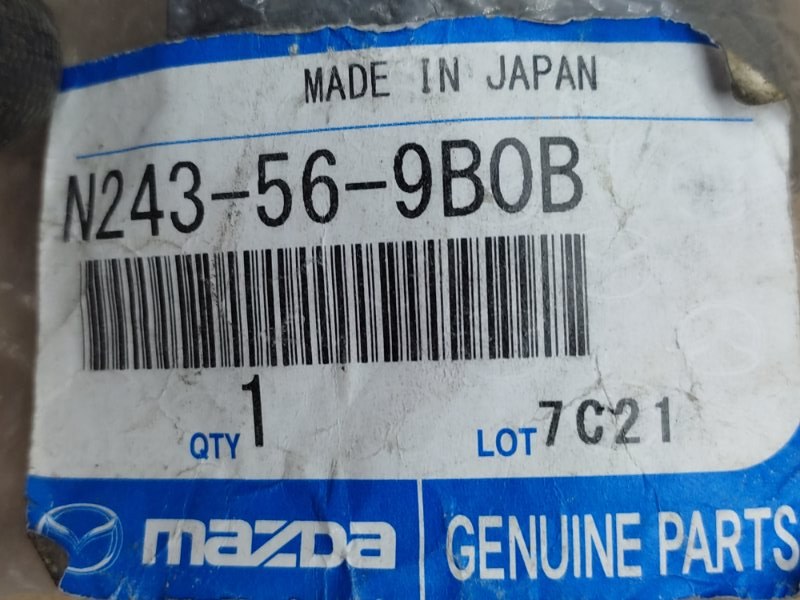 MADE IN JAPAN
N243-56-9B0B
QTY 1 LOT 7C21
mazda GENUINE PARTS